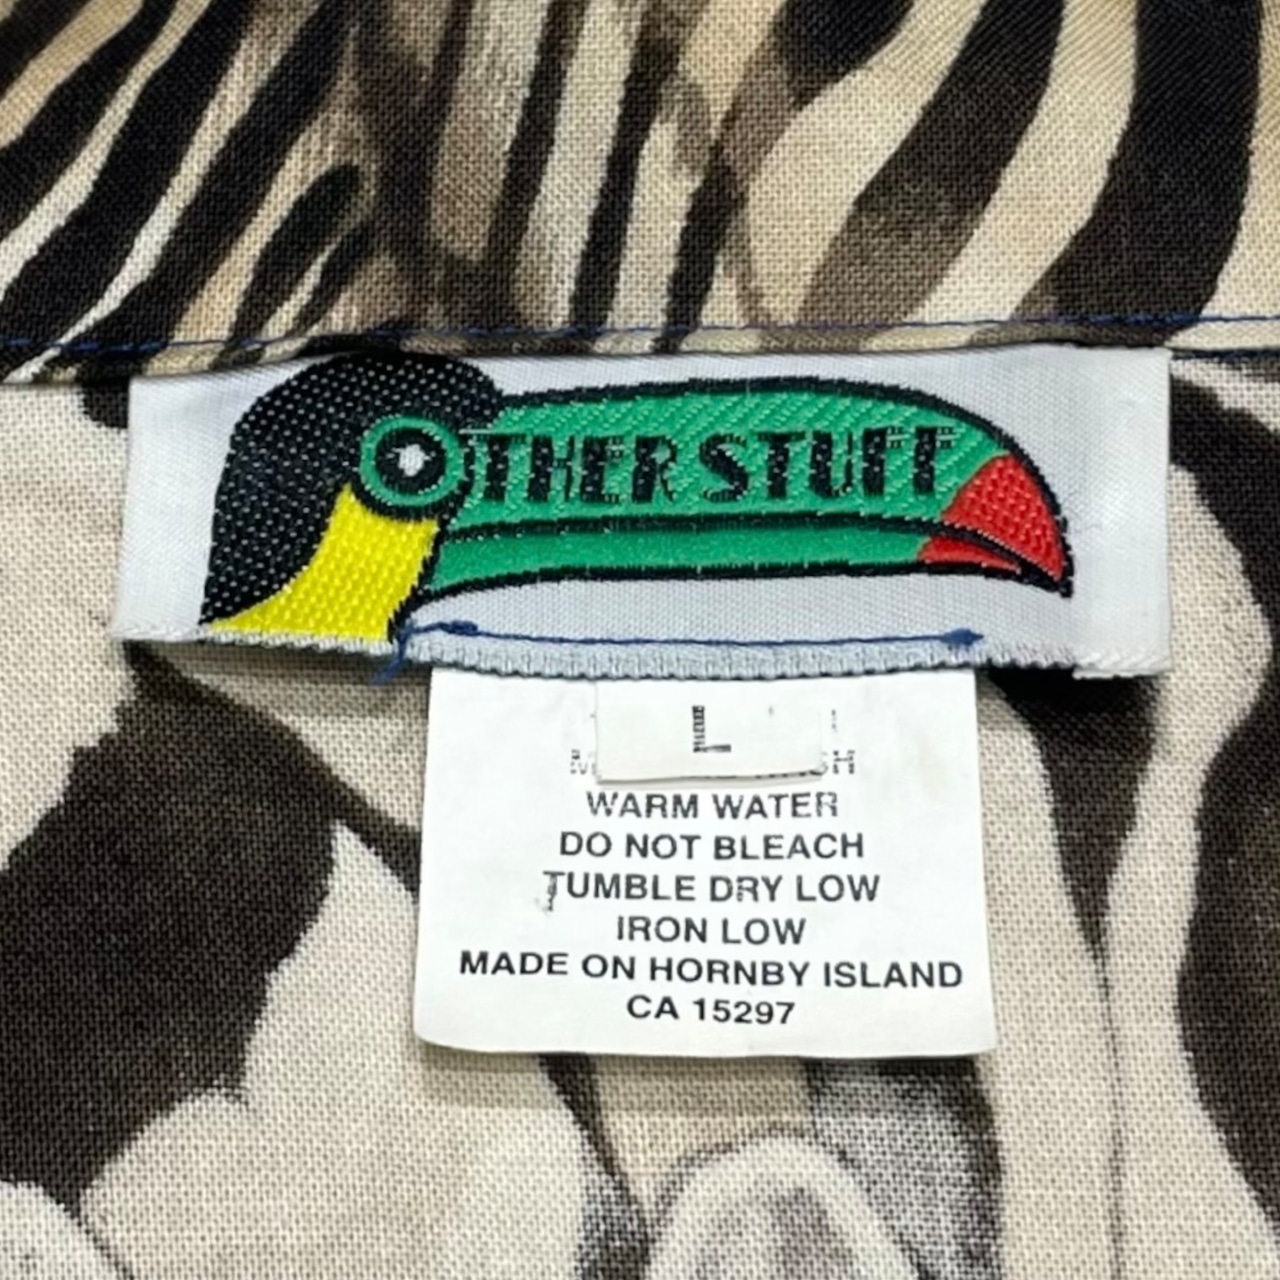 OTHER STUFF
L
WARM WATER
DO NOT BLEACH
TUMBLE DRY LOW
IRON LOW
MADE ON HORNBY ISLAND
CA 15297